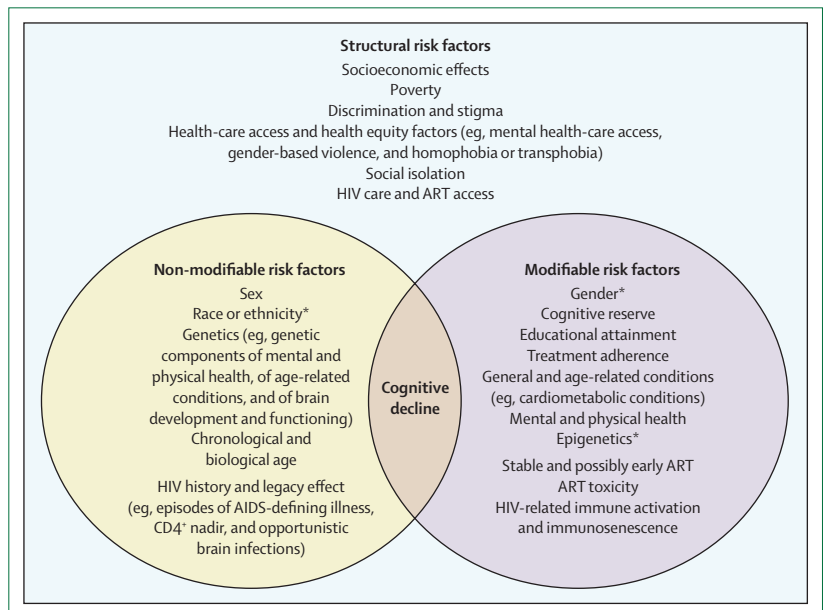 Structural risk factors
Socioeconomic effects
Poverty
Discrimination and stigma
Health-care access and health equity factors (eg, mental health-care access,
gender-based violence, and homophobia or transphobia)
Social isolation
HIV care and ART access
Non-modifiable risk factors
Sex
Race or ethnicity*
Genetics (eg, genetic
components of mental and
physical health, of age-related
conditions, and of brain
development and functioning)
Chronological and
biological age
HIV history and legacy effect
(eg, episodes of AIDS-defining illness,
CD4⁺ nadir, and opportunistic
brain infections)
Cognitive
decline
Modifiable risk factors
Gender*
Cognitive reserve
Educational attainment
Treatment adherence
General and age-related conditions
(eg, cardiometabolic conditions)
Mental and physical health
Epigenetics*
Stable and possibly early ART
ART toxicity
HIV-related immune activation
and immunosenescence